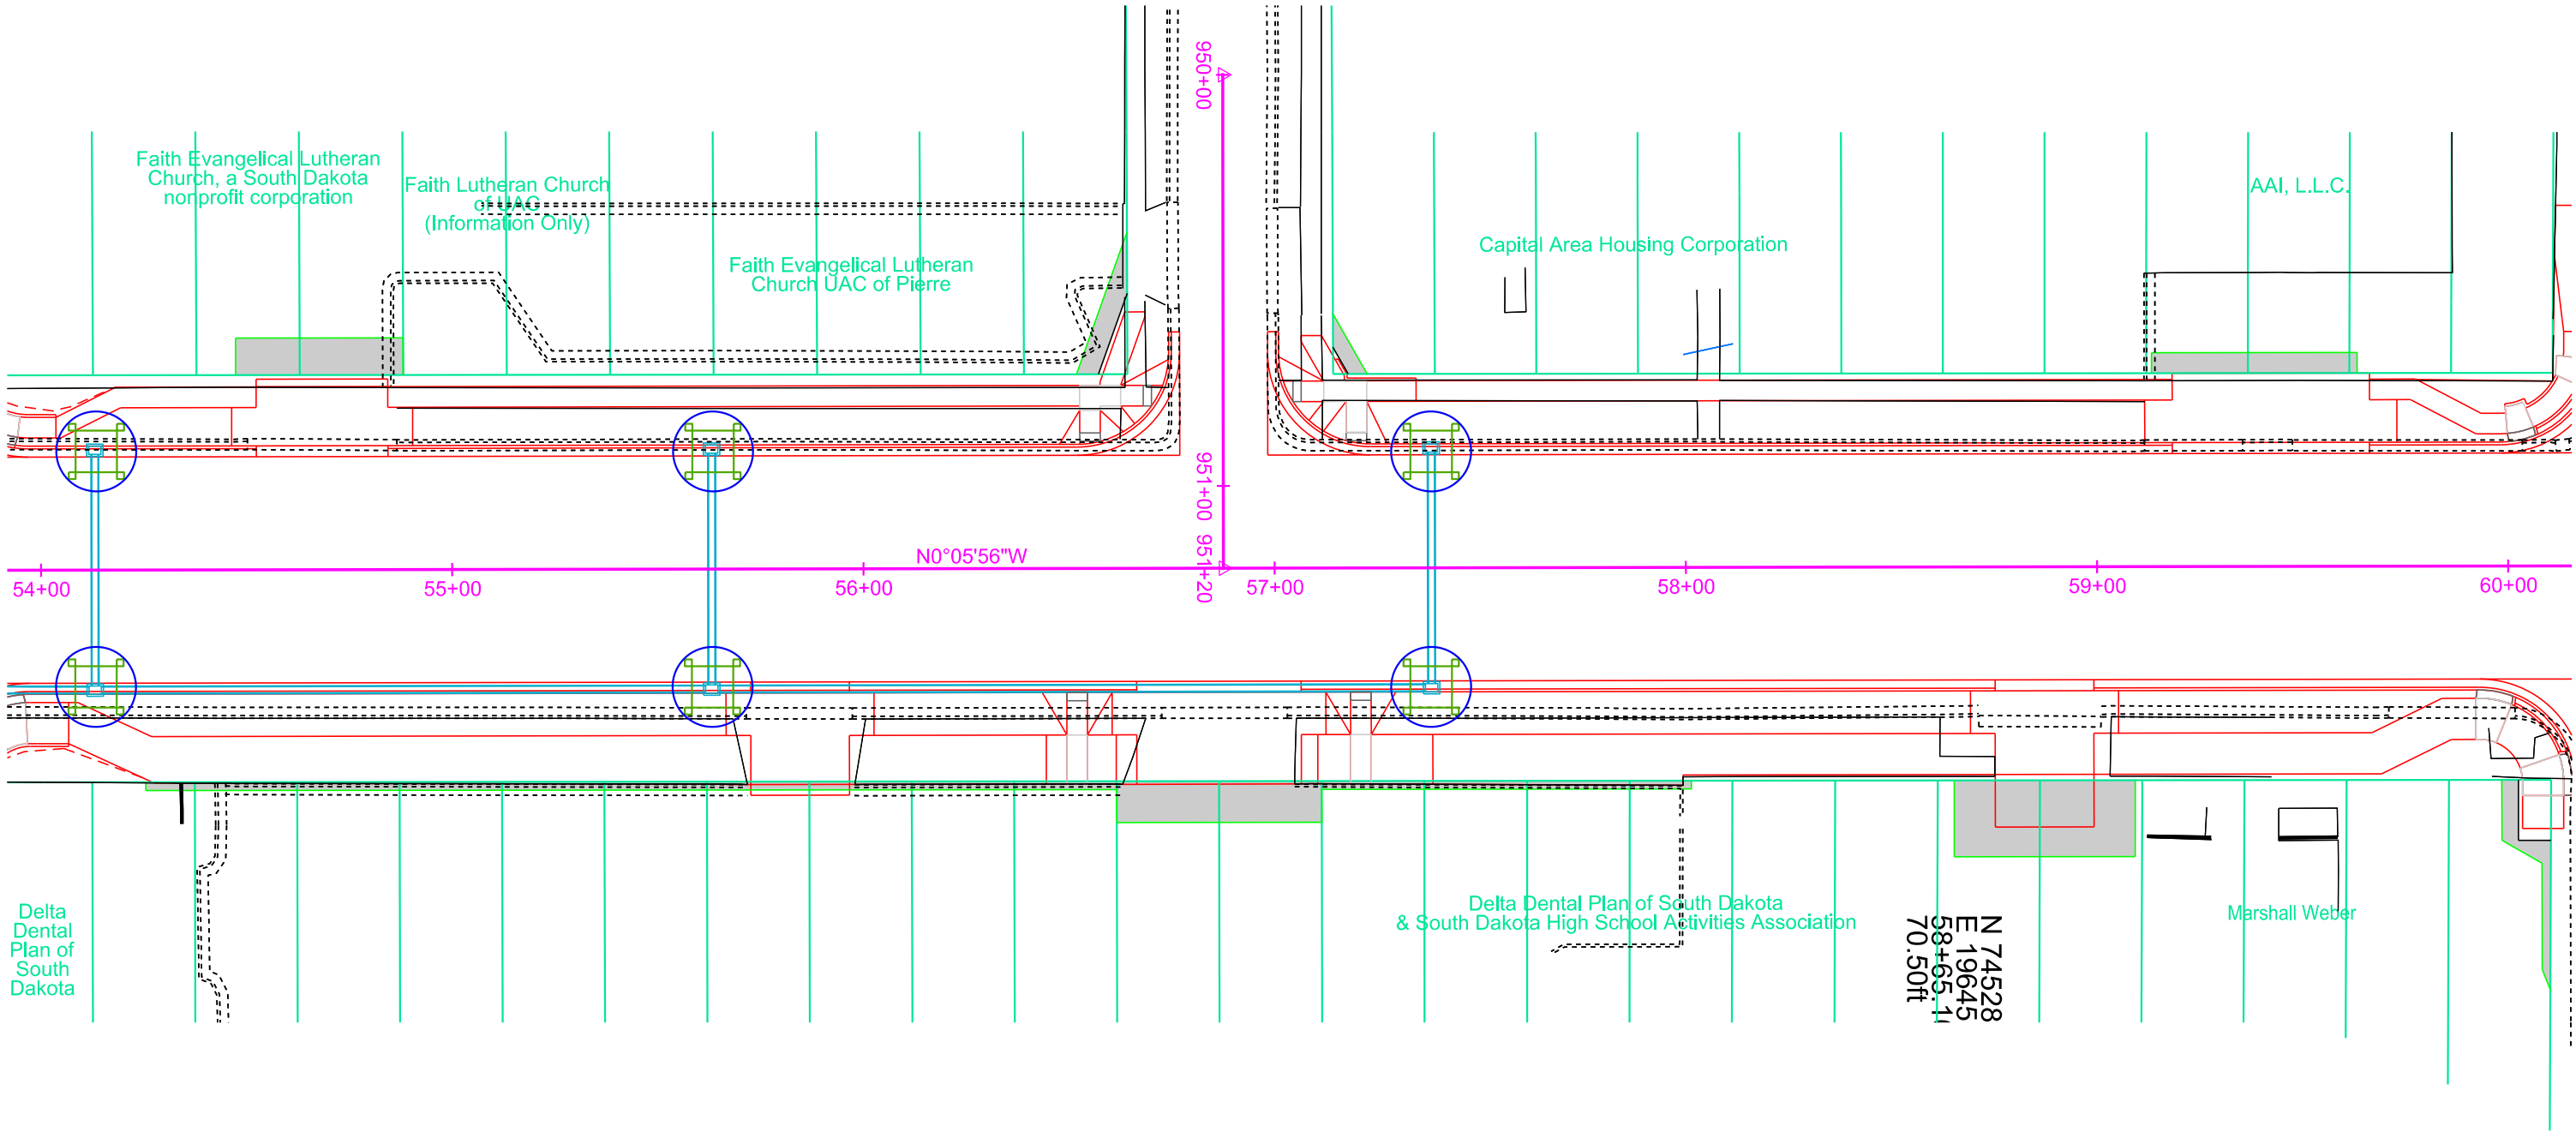 950+00
Faith Evangelical Lutheran
Church, a South Dakota
nonprofit corporation
Faith Lutheran Church
of UAC
(Information Only)
Faith Evangelical Lutheran
Church UAC of Pierre
Capital Area Housing Corporation
AAI, L.L.C.
951+00
951+20
N0°05'56"W
54+00
55+00
56+00
57+00
58+00
59+00
60+00
Delta
Dental
Plan of
South
Dakota
Delta Dental Plan of South Dakota
& South Dakota High School Activities Association
Marshall Weber
N 74528
E 19645
58+65.1
70.50ft